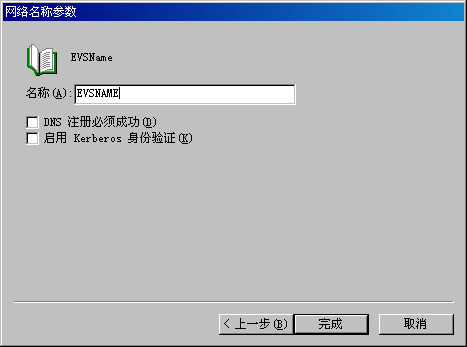 网络名称参数
EVSName
名称(A): EVSNAME
DNS 注册必须成功(D)
启用 Kerberos 身份验证(K)
< 上一步(B) 完成 取消